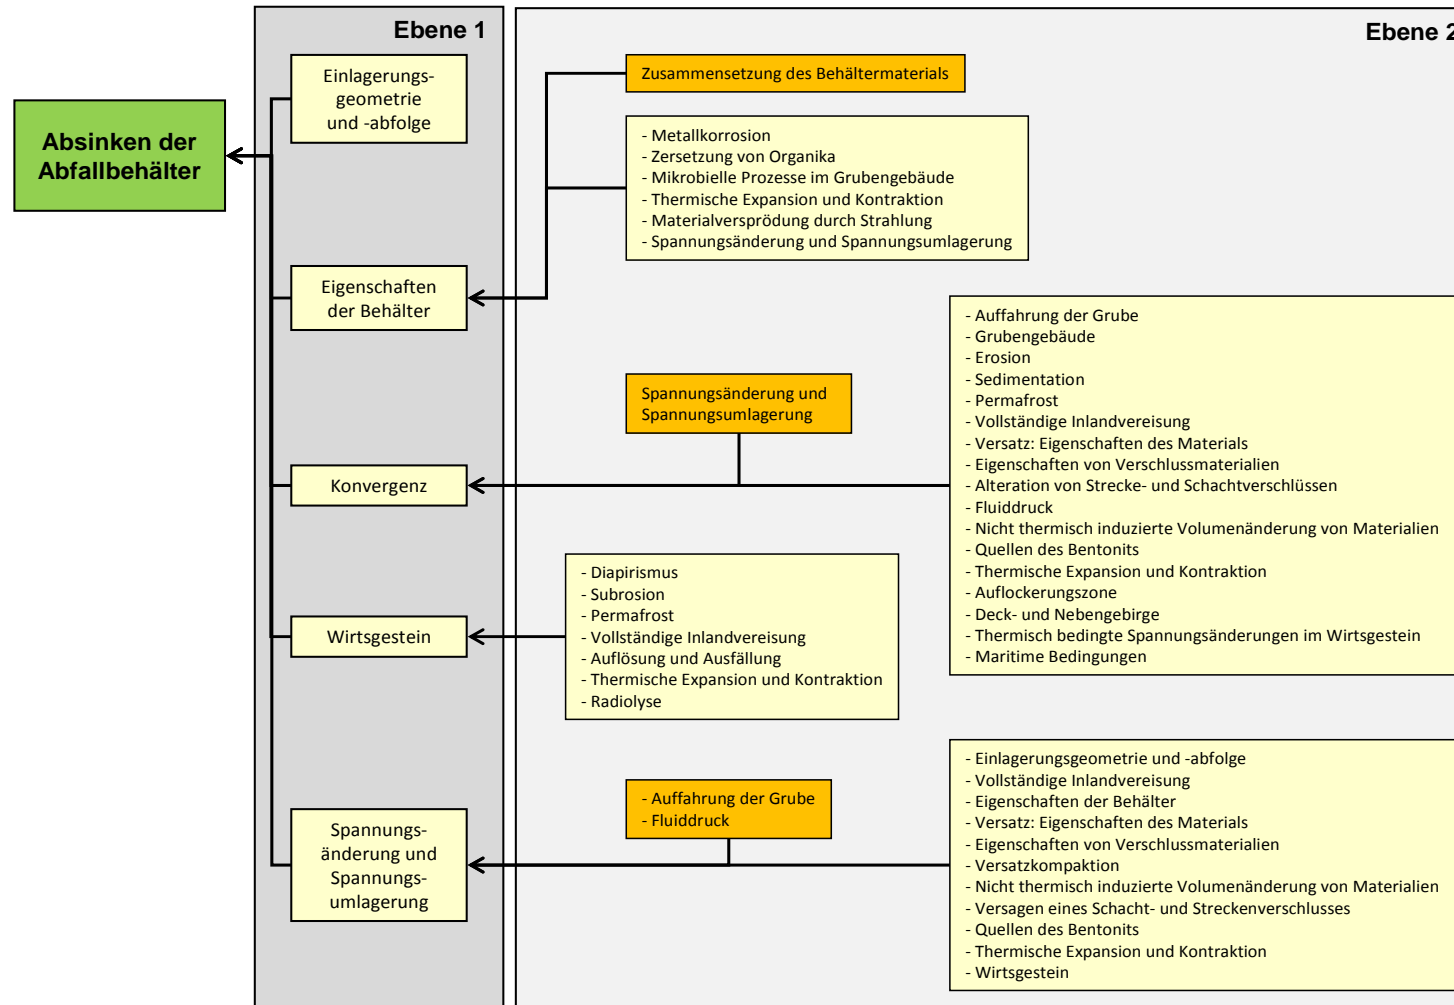 Ebene 1
Ebene 2
Absinken der
Abfallbehälter
Einlagerungs-
geometrie
und -abfolge
Zusammensetzung des Behältermaterials
- Metallkorrosion
- Zersetzung von Organika
- Mikrobielle Prozesse im Grubengebäude
- Thermische Expansion und Kontraktion
- Materialversprödung durch Strahlung
- Spannungsänderung und Spannungsumlagerung
Eigenschaften
der Behälter
Spannungsänderung und
Spannungsumlagerung
- Auffahrung der Grube
- Grubengebäude
- Erosion
- Sedimentation
- Permafrost
- Vollständige Inlandvereisung
- Versatz: Eigenschaften des Materials
- Eigenschaften von Verschlussmaterialien
- Alteration von Strecke- und Schachtverschlüssen
- Fluiddruck
- Nicht thermisch induzierte Volumenänderung von Materialien
- Quellen des Bentonits
- Thermische Expansion und Kontraktion
- Auflockerungszone
- Deck- und Nebengebirge
- Thermisch bedingte Spannungsänderungen im Wirtsgestein
- Maritime Bedingungen
Konvergenz
- Diapirismus
- Subrosion
- Permafrost
- Vollständige Inlandvereisung
- Auflösung und Ausfällung
- Thermische Expansion und Kontraktion
- Radiolyse
Wirtsgestein
- Auffahrung der Grube
- Fluiddruck
- Einlagerungsgeometrie und -abfolge
- Vollständige Inlandvereisung
- Eigenschaften der Behälter
- Versatz: Eigenschaften des Materials
- Eigenschaften von Verschlussmaterialien
- Versatzkompaktion
- Nicht thermisch induzierte Volumenänderung von Materialien
- Versagen eines Schacht- und Streckenverschlusses
- Quellen des Bentonits
- Thermische Expansion und Kontraktion
- Wirtsgestein
Spannungs-
änderung und
Spannungs-
umlagerung